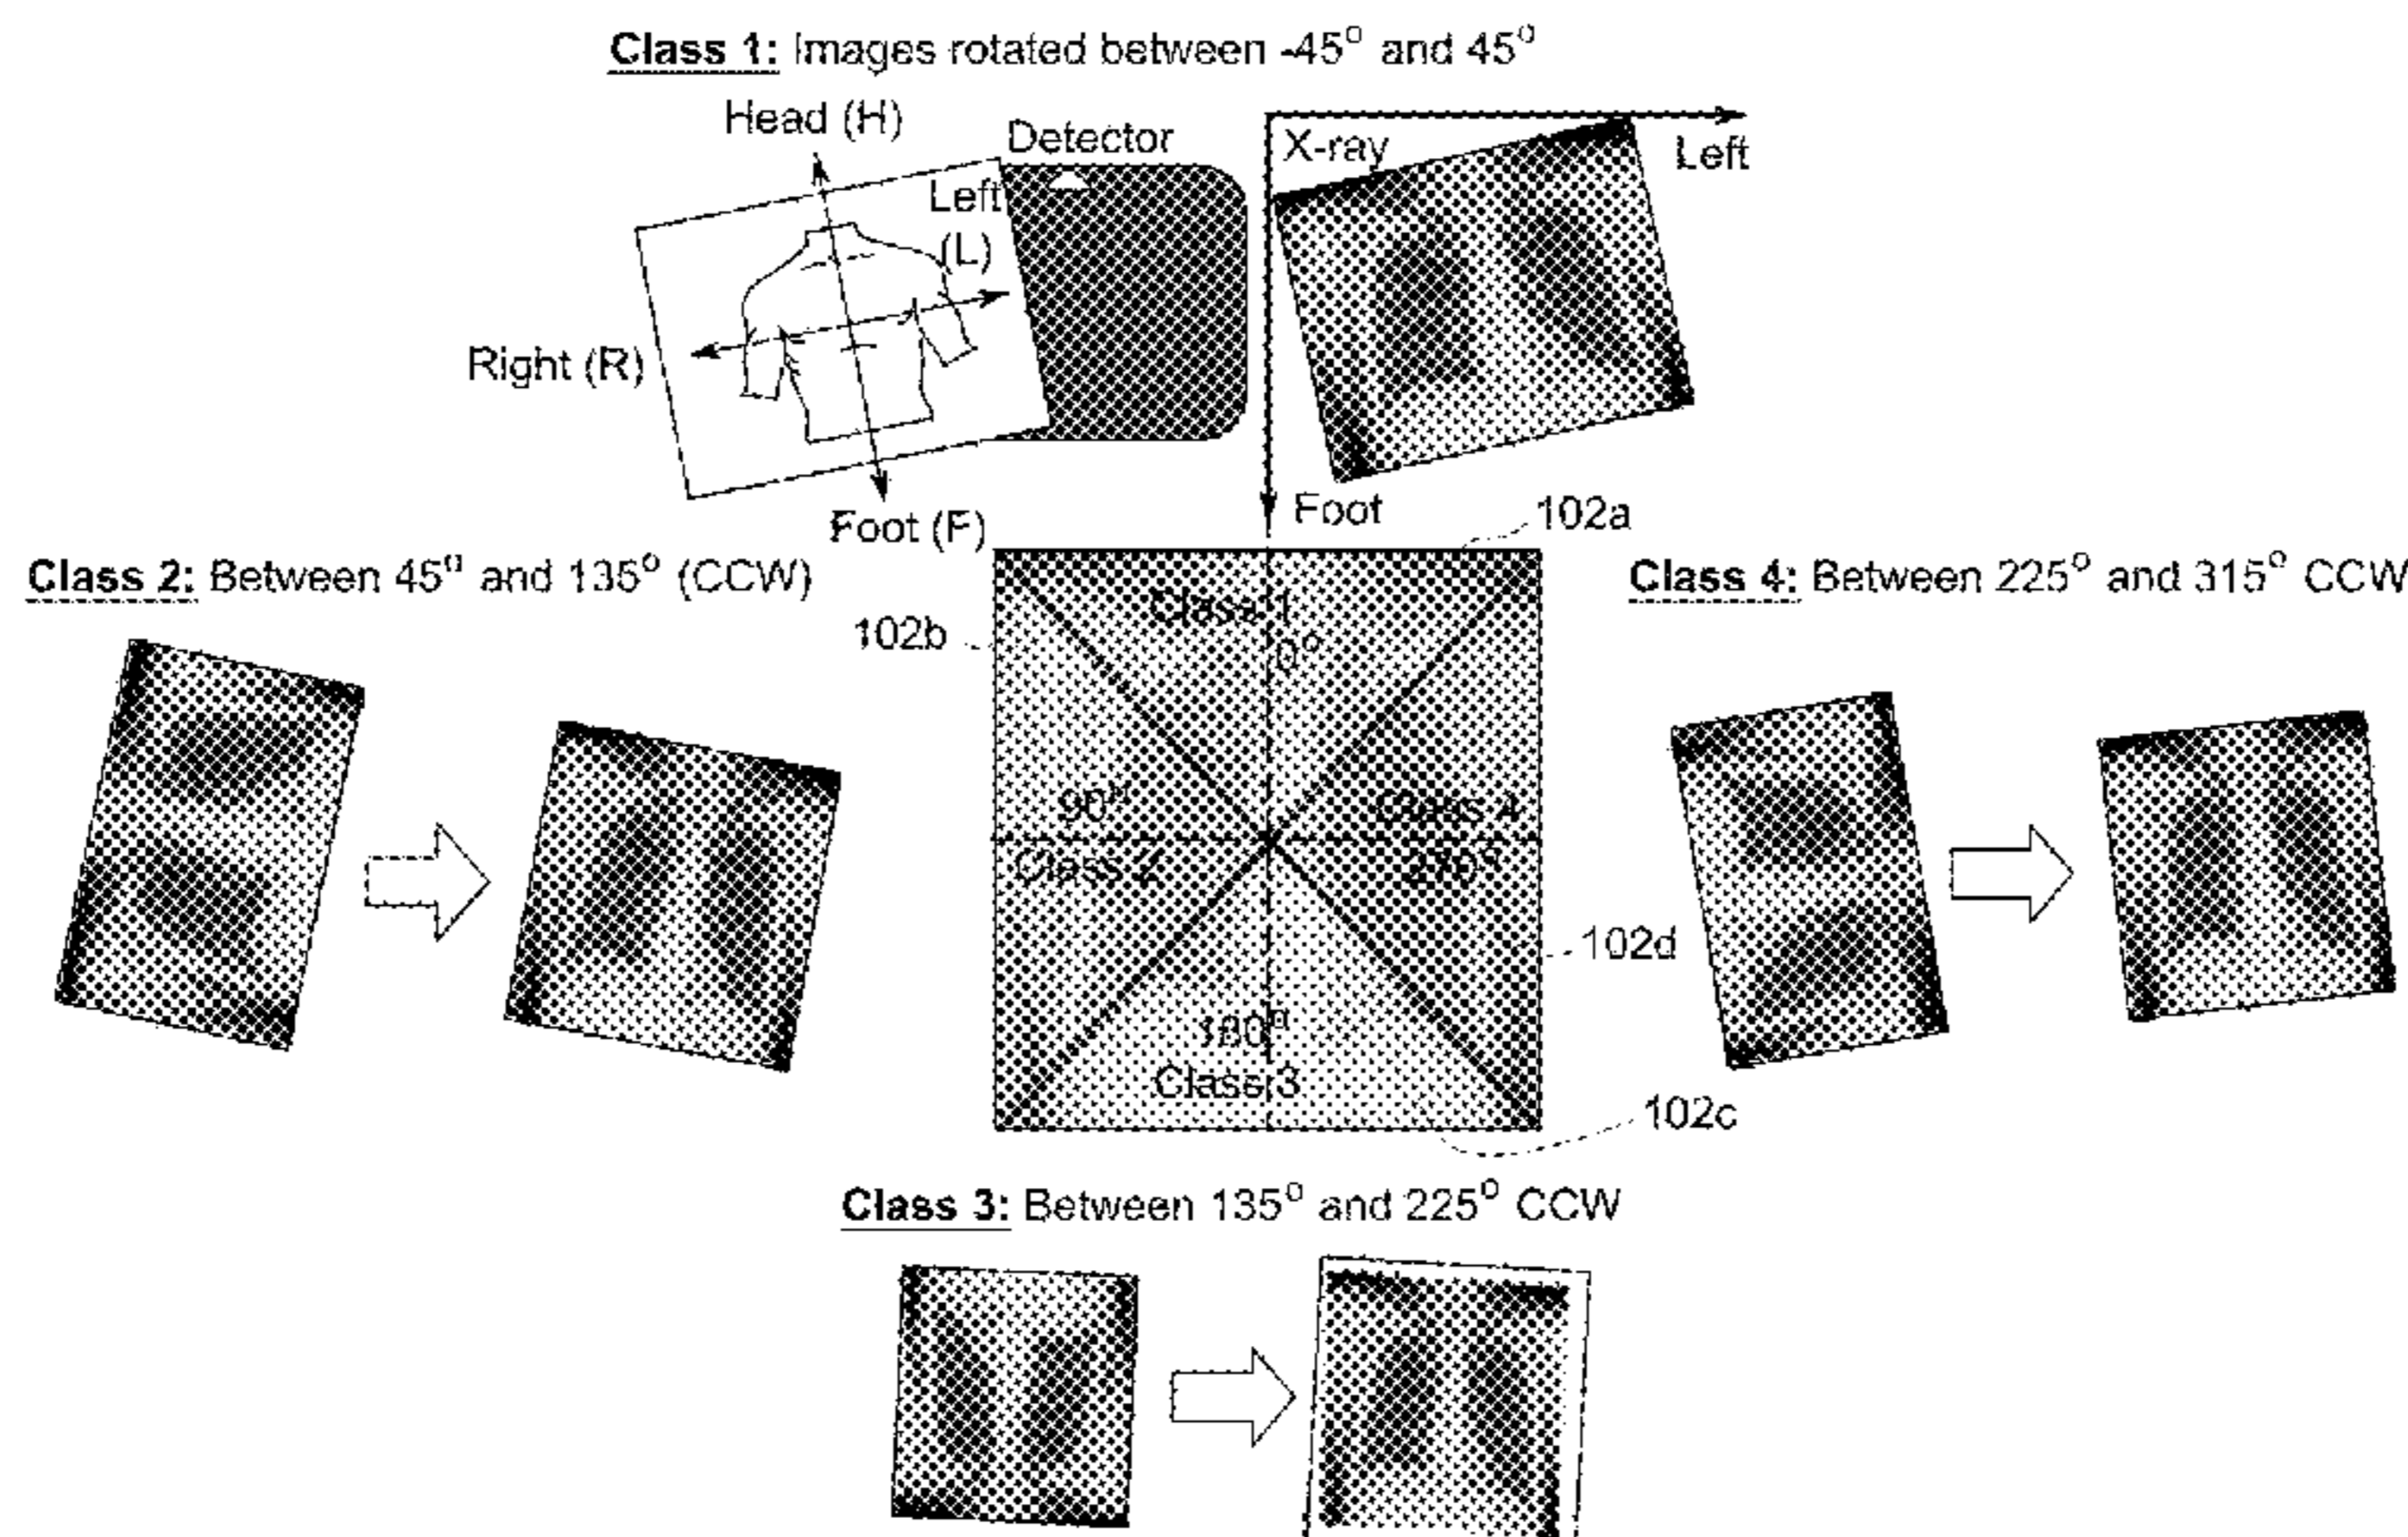 Class 1: Images rotated between -45° and 45°
Head (H)
Detector
X-ray
Left
Left
(L)
Right (R)
Foot (F)
Foot
102a
Class 2: Between 45° and 135° (CCW)
Class 4: Between 225° and 315° CCW
102b
Class 1
0°
90°
Class 2
Class 4
270°
102d
180°
Class 3
102c
Class 3: Between 135° and 225° CCW